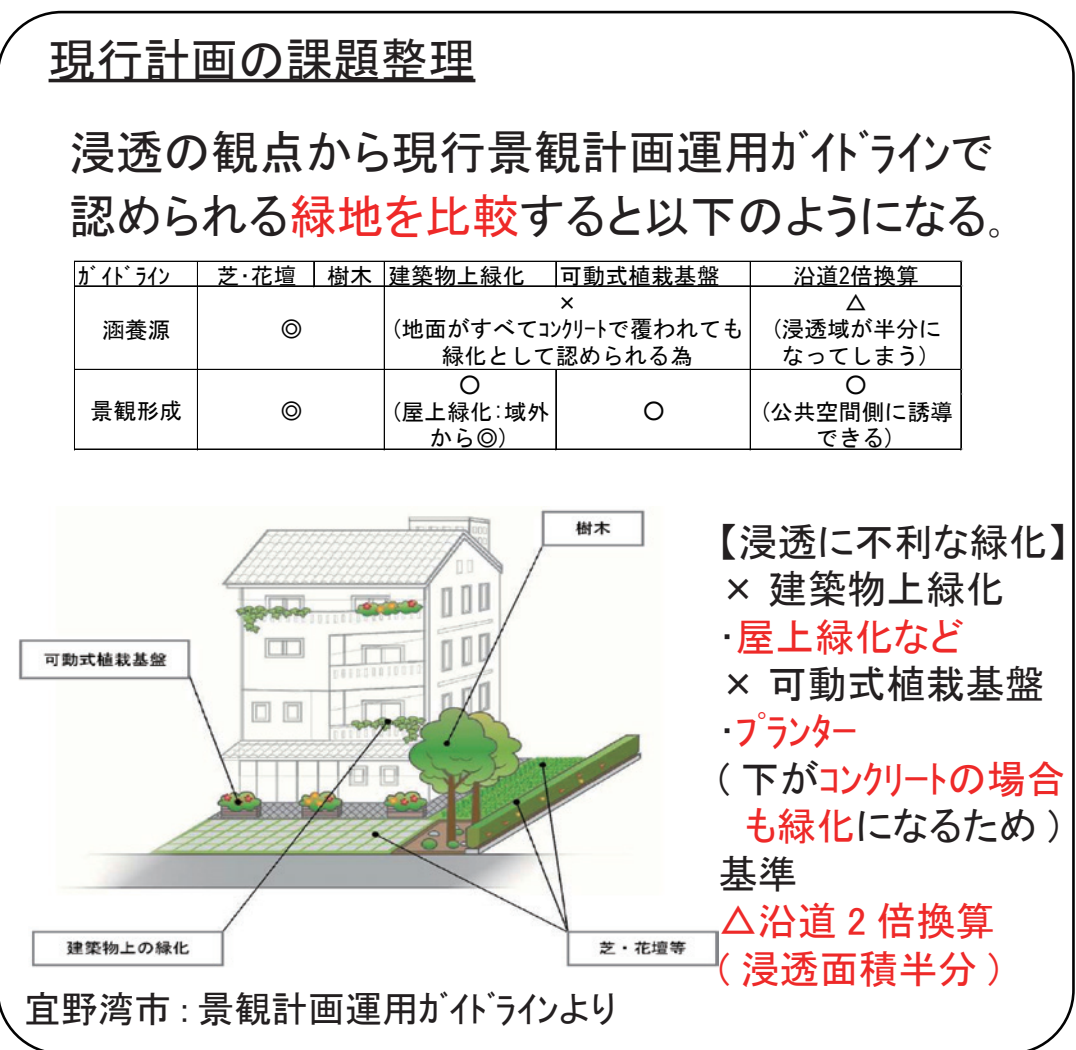 現行計画の課題整理
浸透の観点から現行景観計画運用ｶﾞｲﾄﾞﾗｲﾝで
認められる緑地を比較すると以下のようになる。
ｶﾞｲﾄﾞﾗｲﾝ 芝･花壇 樹木 建築物上緑化 可動式植栽基盤 沿道2倍換算
涵養源 ◎ × (地面がすべてｺﾝｸﾘｰﾄで覆われても 緑化として認められる為 △ (浸透域が半分に なってしまう)
景観形成 ◎ ○ (屋上緑化:域外 から◎) ○ ○ (公共空間側に誘導 できる)
樹木
可動式植栽基盤
建築物上の緑化
芝・花壇等
【浸透に不利な緑化】
× 建築物上緑化
･屋上緑化など
× 可動式植栽基盤
･ﾌﾟﾗﾝﾀｰ
( 下がｺﾝｸﾘｰﾄの場合
も緑化になるため )
基準
△沿道 2 倍換算
( 浸透面積半分 )
宜野湾市 : 景観計画運用ｶﾞｲﾄﾞﾗｲﾝより